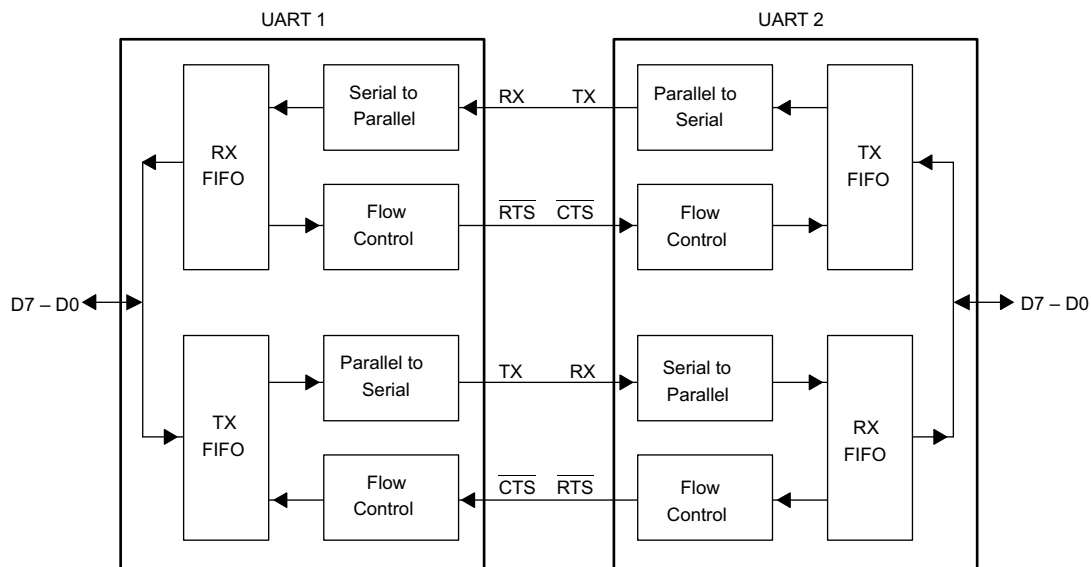 UART 1
UART 2
Serial to
Parallel
RX
TX
Parallel to
Serial
RX
FIFO
TX
FIFO
Flow
Control
RTS
CTS
Flow
Control
D7 – D0
D7 – D0
Parallel to
Serial
TX
RX
Serial to
Parallel
TX
FIFO
RX
FIFO
Flow
Control
CTS
RTS
Flow
Control